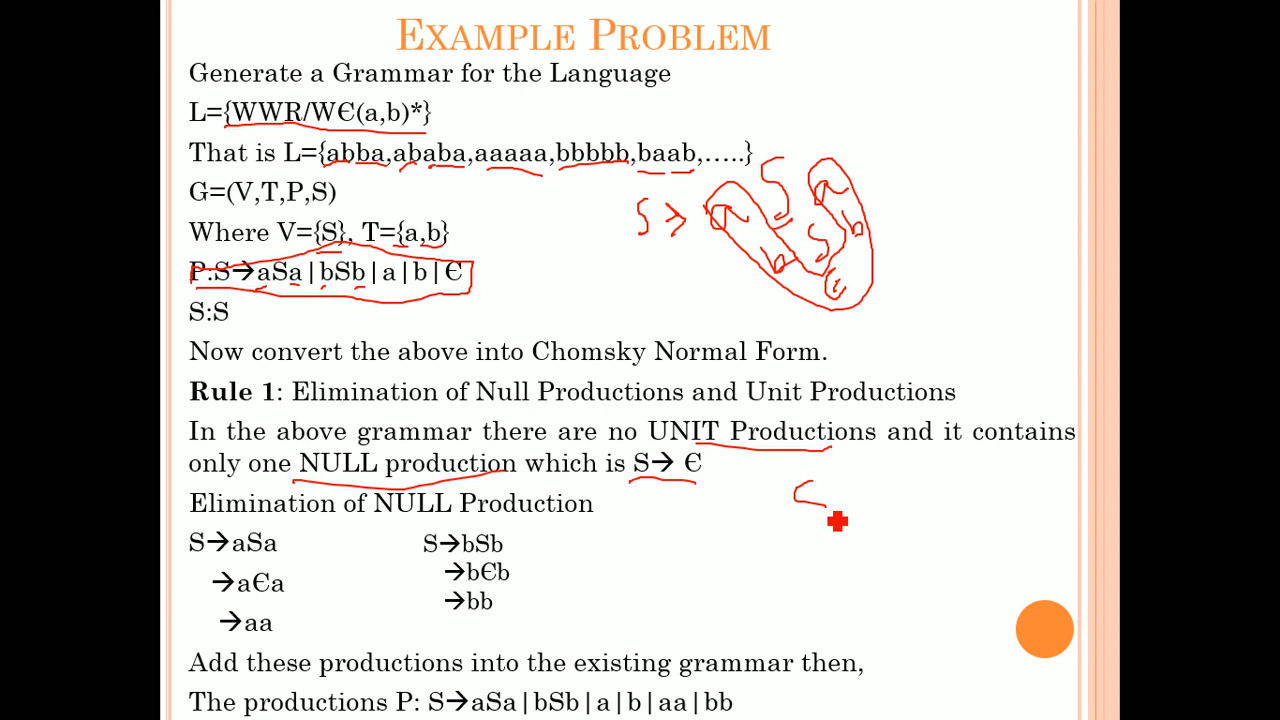 EXAMPLE PROBLEM
Generate a Grammar for the Language
L={WWR/WЄ(a,b)*}
That is L={abba,ababa,aaaaa,bbbbb,baab,.....}
G=(V,T,P,S)
Where V={S}, T={a,b}
P:S→aSa|bSb|a|b|Є
S:S
Now convert the above into Chomsky Normal Form.
Rule 1: Elimination of Null Productions and Unit Productions
In the above grammar there are no UNIT Productions and it contains
only one NULL production which is S→ Є
Elimination of NULL Production
S→aSa
→aЄa
→aa
S→bSb
→bЄb
→bb
Add these productions into the existing grammar then,
The productions P: S→aSa|bSb|a|b|aa|bb